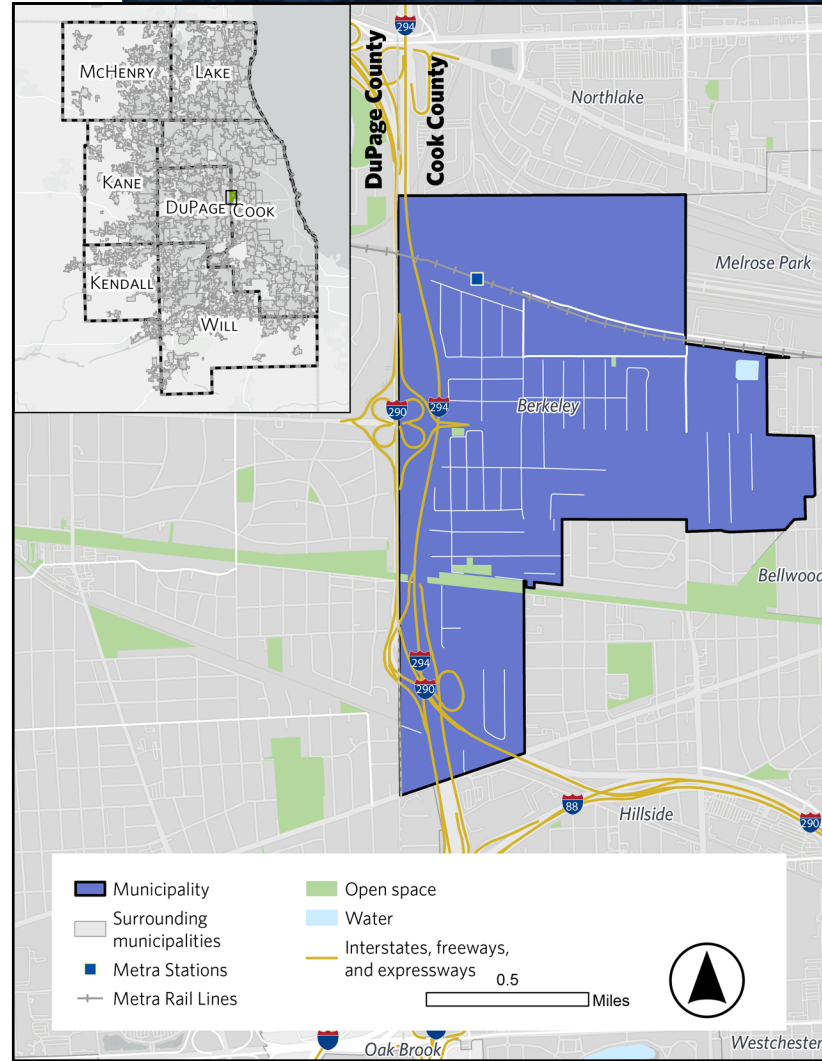 McHenry
Lake
Kane
DuPage
Cook
Kendall
Will
294
DuPage County
Cook County
Northlake
Melrose Park
290
294
Berkeley
Bellwood
294
290
88
Hillside
290
Municipality
Surrounding
municipalities
Metra Stations
Metra Rail Lines
Open space
Water
Interstates, freeways,
and expressways
0.5
Miles
Oak Brook
Westchester